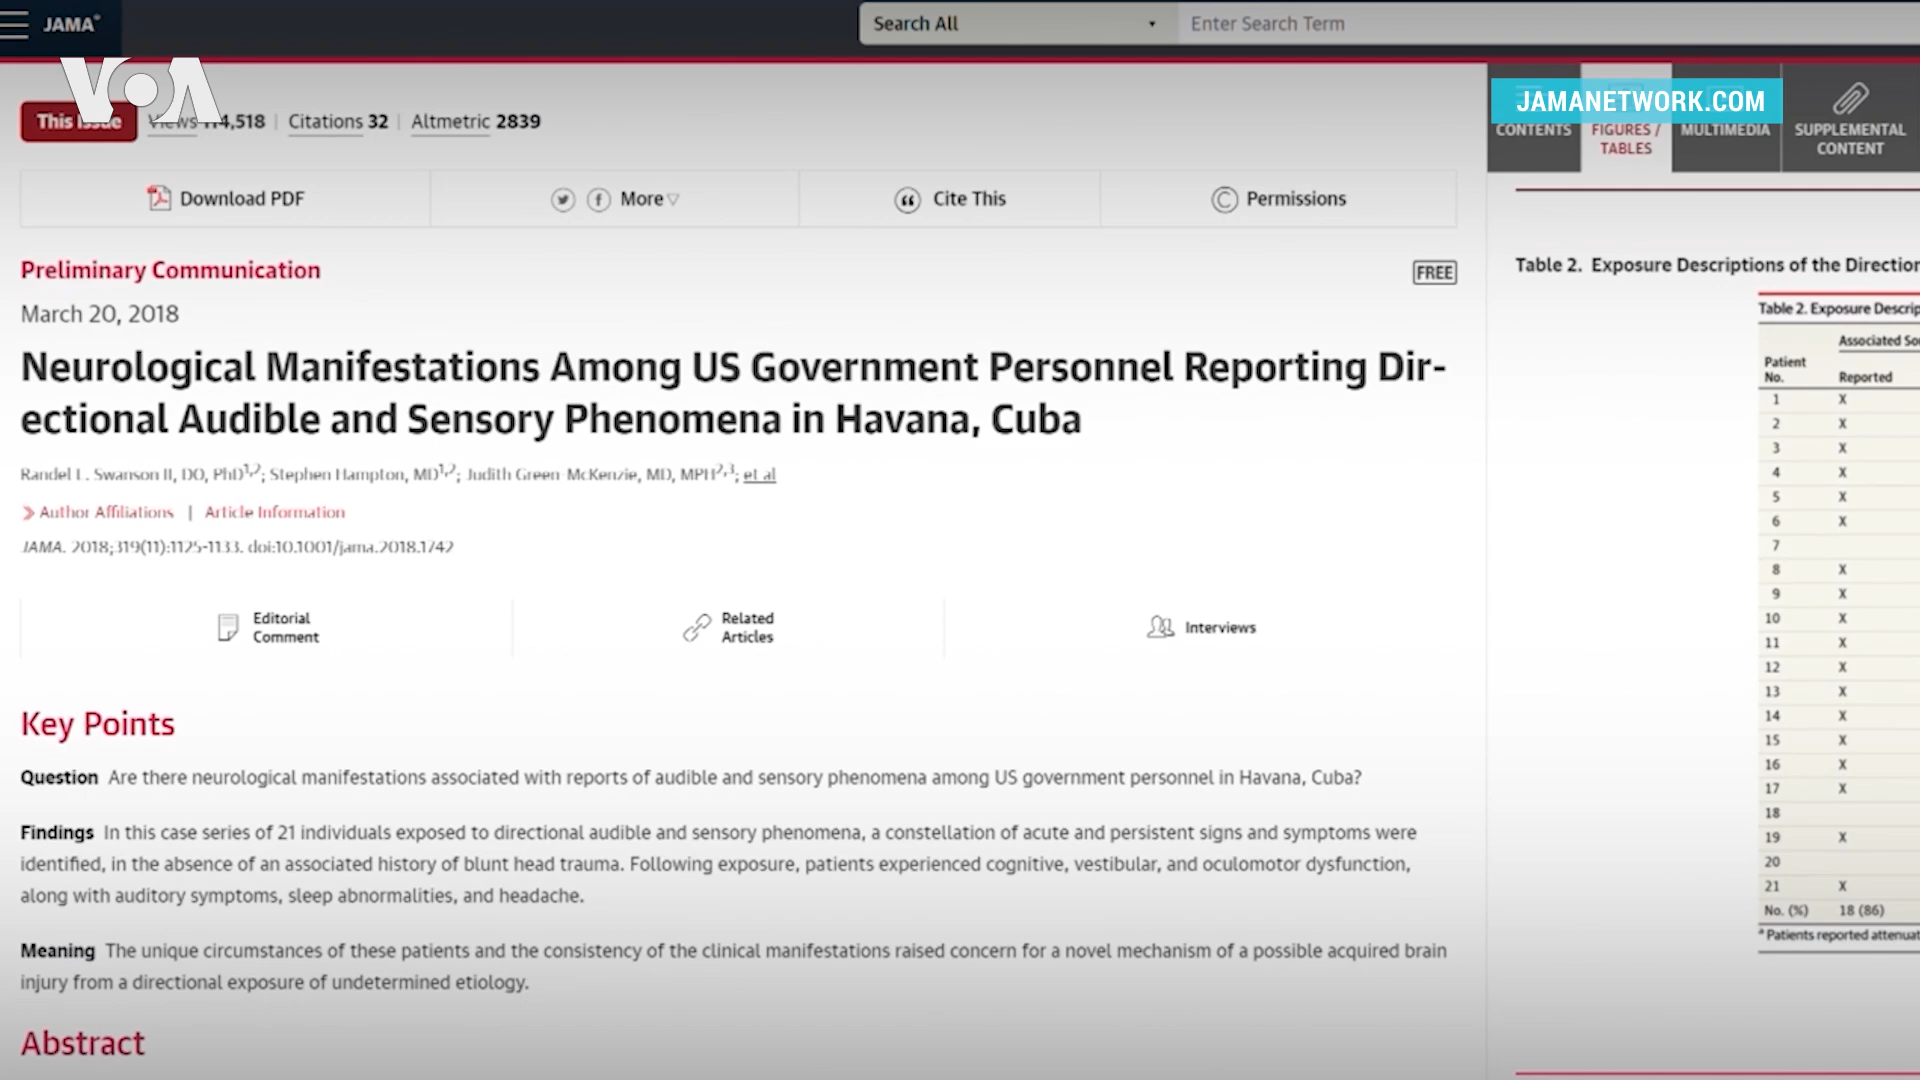 JAMA
Search All
Enter Search Term
VOA
This Issue
Views 114,518 | Citations 32 | Altmetric 2839
JAMANETWORK.COM
CONTENTS
FIGURES /
TABLES
MULTIMEDIA
SUPPLEMENTAL
CONTENT
Download PDF
More
Cite This
Permissions
Preliminary Communication
FREE
March 20, 2018
Neurological Manifestations Among US Government Personnel Reporting Dir-
ectional Audible and Sensory Phenomena in Havana, Cuba
Randel L. Swanson II, DO, PhD1,2; Stephen Hampton, MD1,2; Judith Green-McKenzie, MD, MPH2,3; et al
Author Affiliations | Article Information
JAMA. 2018;319(11):1125-1133. doi:10.1001/jama.2018.1742
Editorial
Comment
Related
Articles
Interviews
Key Points
Question Are there neurological manifestations associated with reports of audible and sensory phenomena among US government personnel in Havana, Cuba?
Findings In this case series of 21 individuals exposed to directional audible and sensory phenomena, a constellation of acute and persistent signs and symptoms were
identified, in the absence of an associated history of blunt head trauma. Following exposure, patients experienced cognitive, vestibular, and oculomotor dysfunction,
along with auditory symptoms, sleep abnormalities, and headache.
Meaning The unique circumstances of these patients and the consistency of the clinical manifestations raised concern for a novel mechanism of a possible acquired brain
injury from a directional exposure of undetermined etiology.
Abstract
Table 2. Exposure Descriptions of the Direction
Table 2. Exposure Descrip
Associated So
Patient
No.
Reported
1 X
2 X
3 X
4 X
5 X
6 X
7
8 X
9 X
10 X
11 X
12 X
13 X
14 X
15 X
16 X
17 X
18
19 X
20
21 X
No. (%) 18 (86)
a Patients reported attenuat